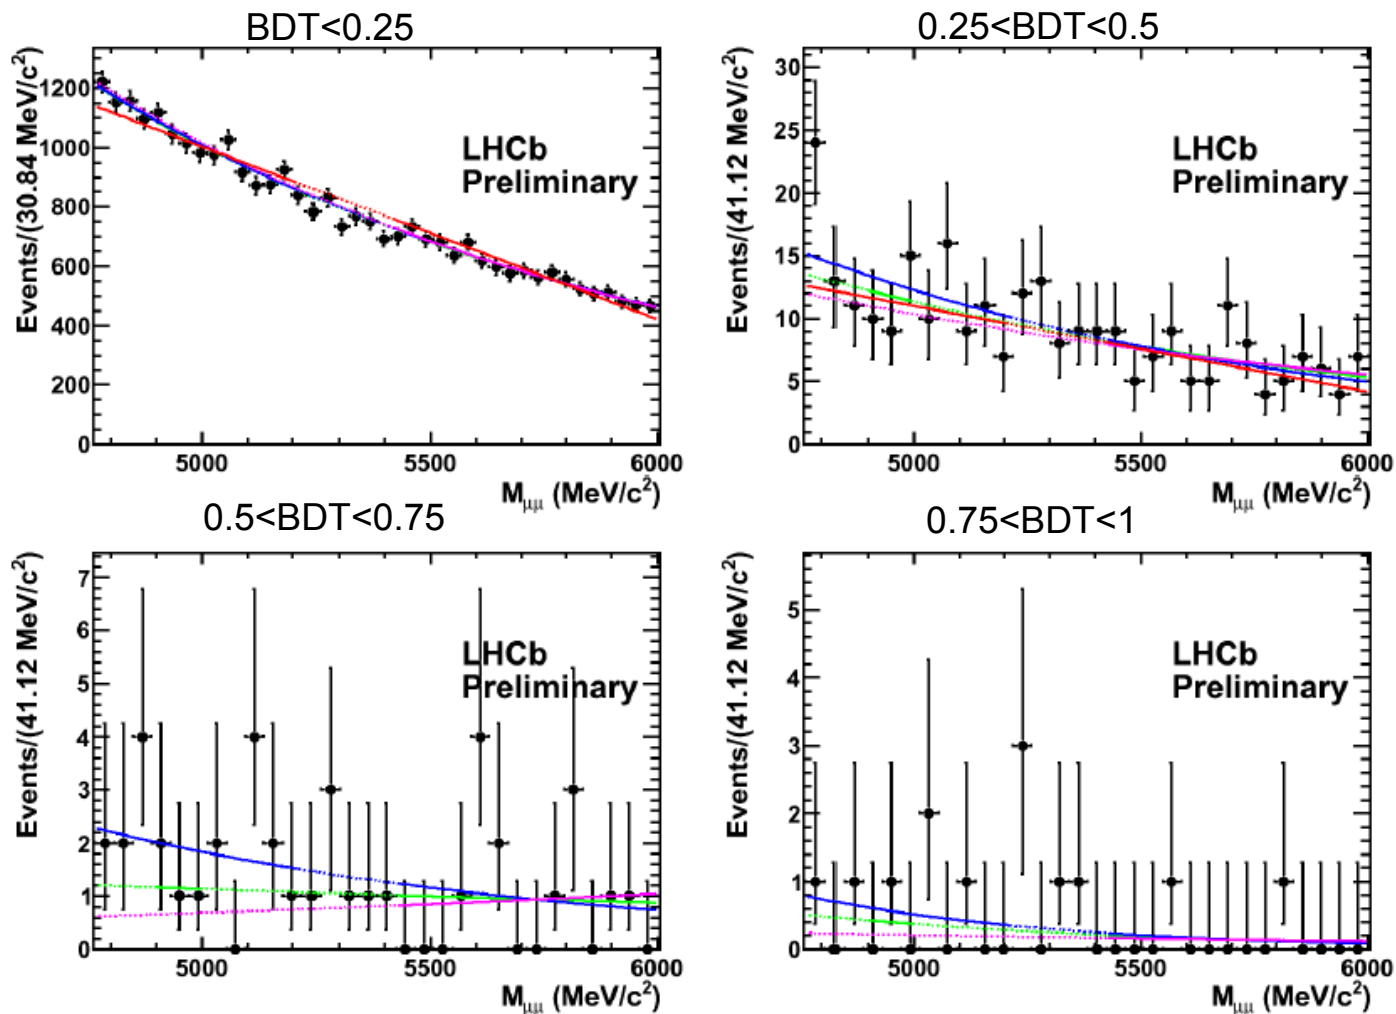 BDT<0.25
Events/(30.84 MeV/c²)
1200
1000
800
600
400
200
0
LHCb
Preliminary
5000 5500 6000
M_μμ (MeV/c²)
0.25<BDT<0.5
Events/(41.12 MeV/c²)
30
25
20
15
10
5
0
LHCb
Preliminary
5000 5500 6000
M_μμ (MeV/c²)
0.5<BDT<0.75
Events/(41.12 MeV/c²)
7
6
5
4
3
2
1
0
LHCb
Preliminary
5000 5500 6000
M_μμ (MeV/c²)
0.75<BDT<1
Events/(41.12 MeV/c²)
5
4
3
2
1
0
LHCb
Preliminary
5000 5500 6000
M_μμ (MeV/c²)